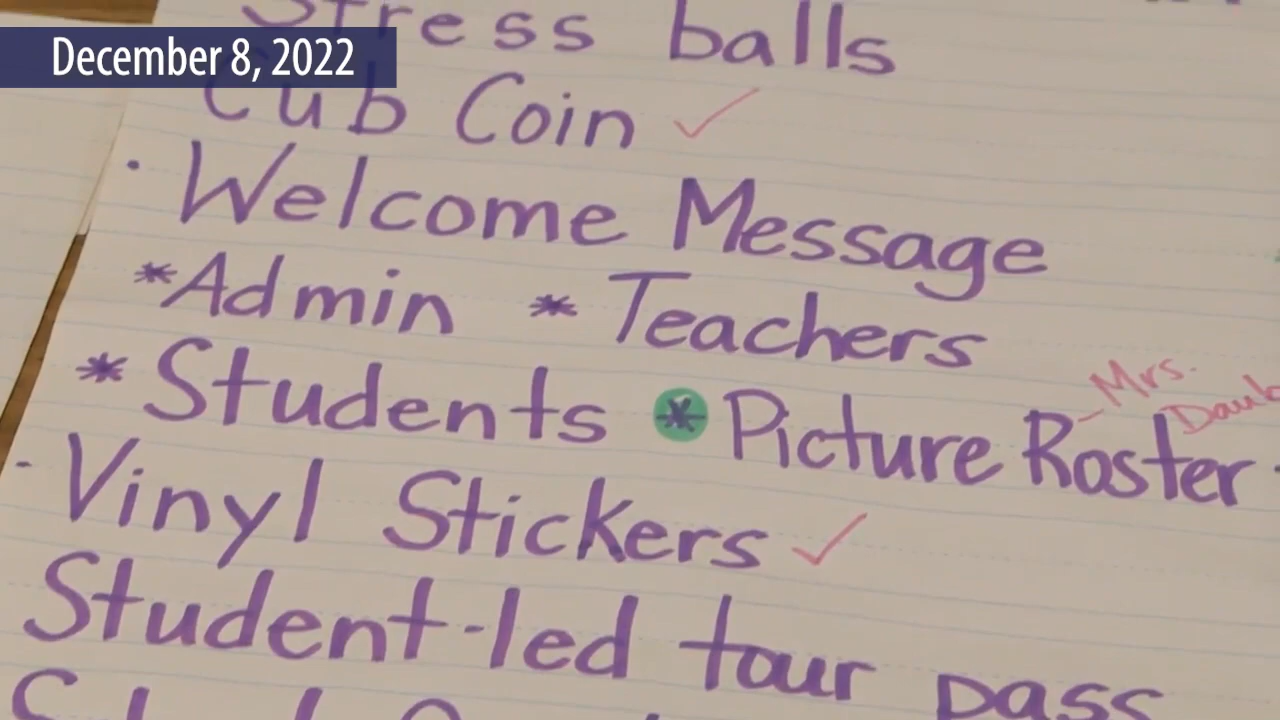 December 8, 2022
Stress balls
Cub Coin ✓
· Welcome Message
*Admin * Teachers
* Students * Picture Roster
- Mrs.
- Vinyl Stickers ✓
Student-led tour pass